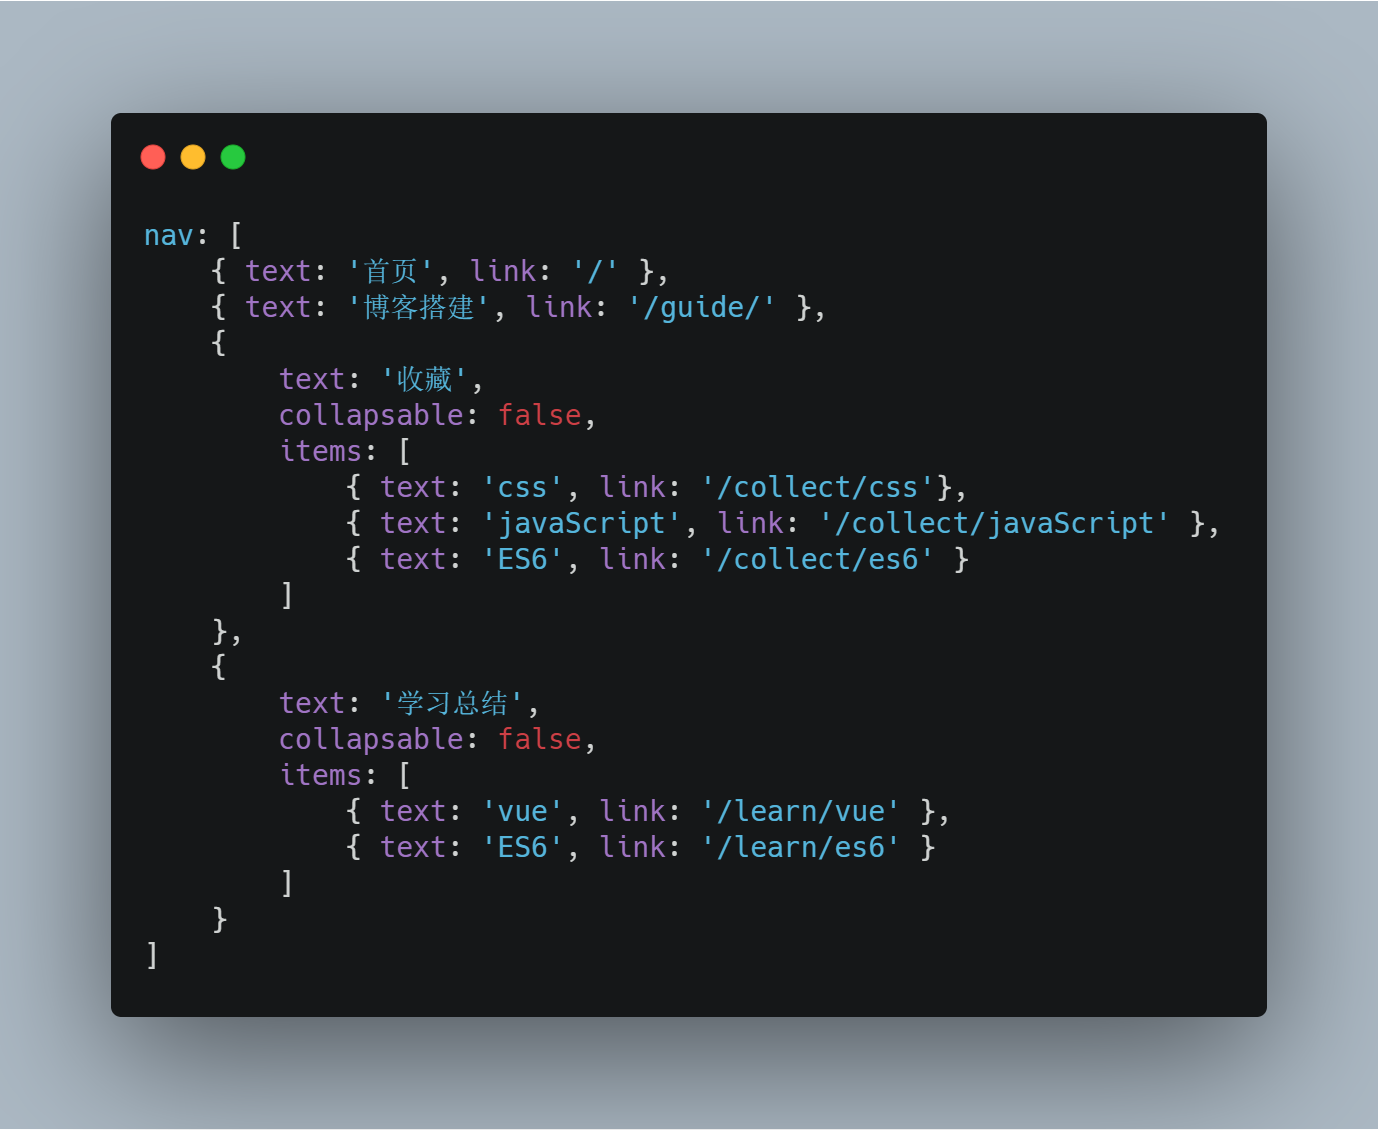 nav: [
    { text: '首页', link: '/' },
    { text: '博客搭建', link: '/guide/' },
    {
        text: '收藏',
        collapsable: false,
        items: [
            { text: 'css', link: '/collect/css'},
            { text: 'javaScript', link: '/collect/javaScript' },
            { text: 'ES6', link: '/collect/es6' }
        ]
    },
    {
        text: '学习总结',
        collapsable: false,
        items: [
            { text: 'vue', link: '/learn/vue' },
            { text: 'ES6', link: '/learn/es6' }
        ]
    }
]